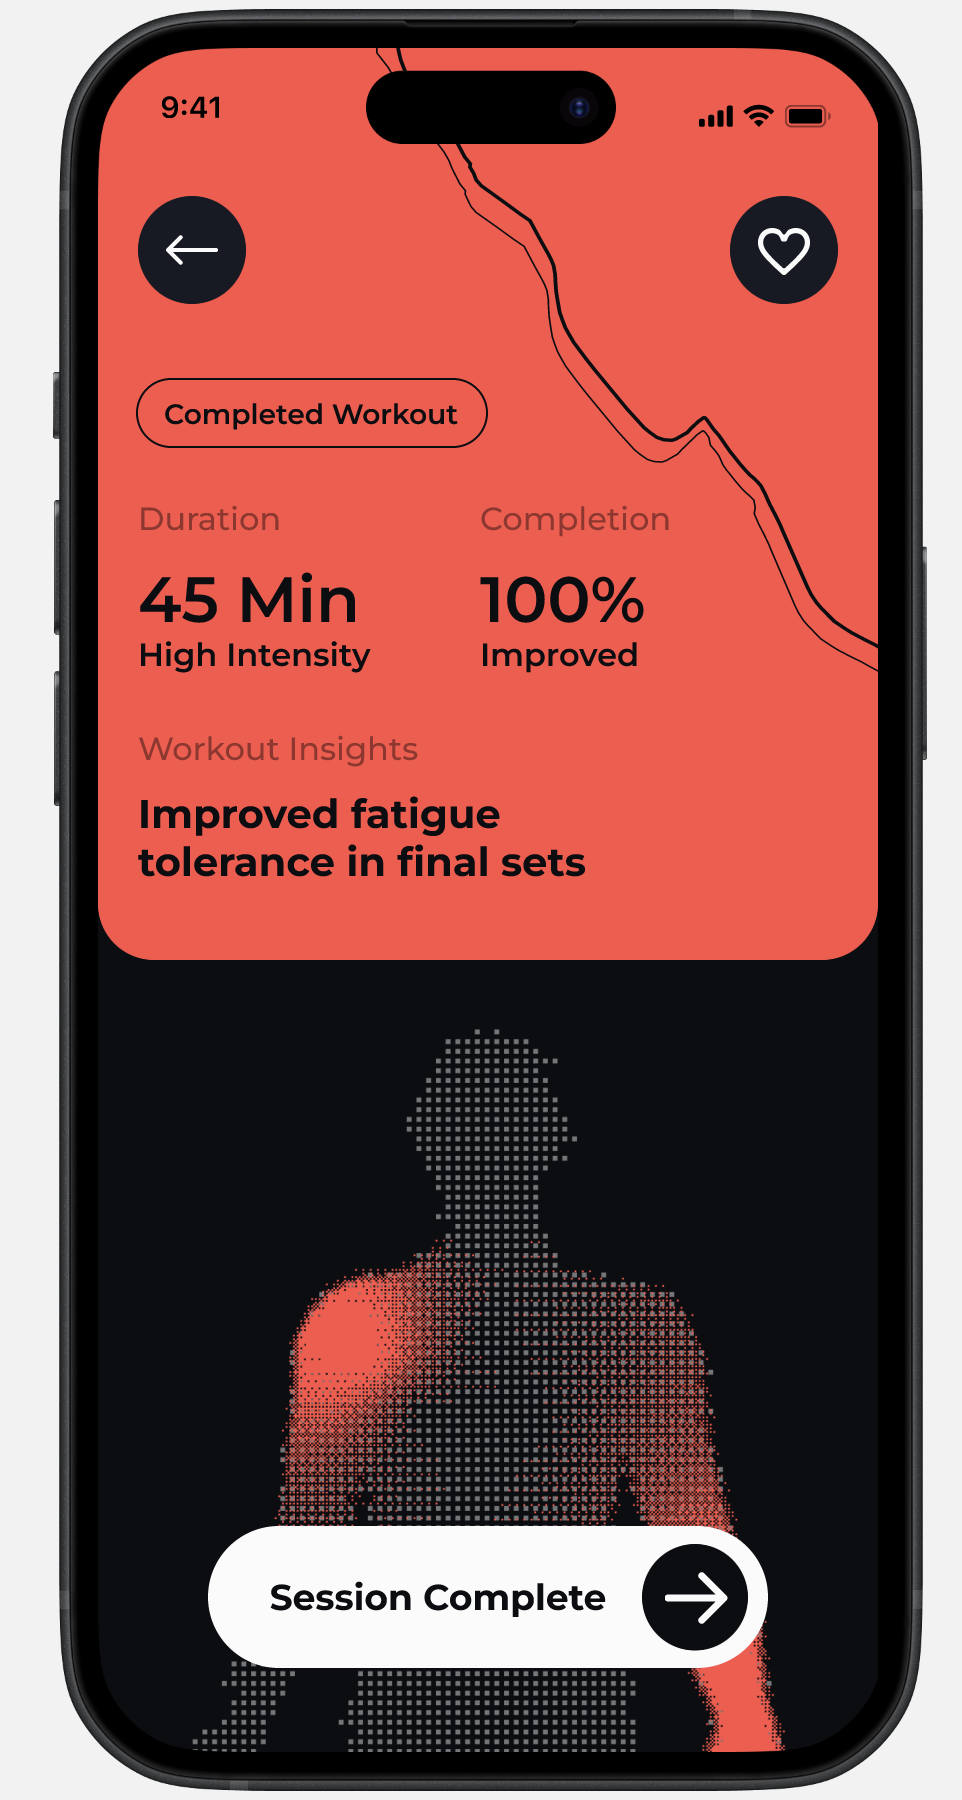 9:41
Completed Workout
Duration
Completion
45 Min
100%
High Intensity
Improved
Workout Insights
Improved fatigue
tolerance in final sets
Session Complete